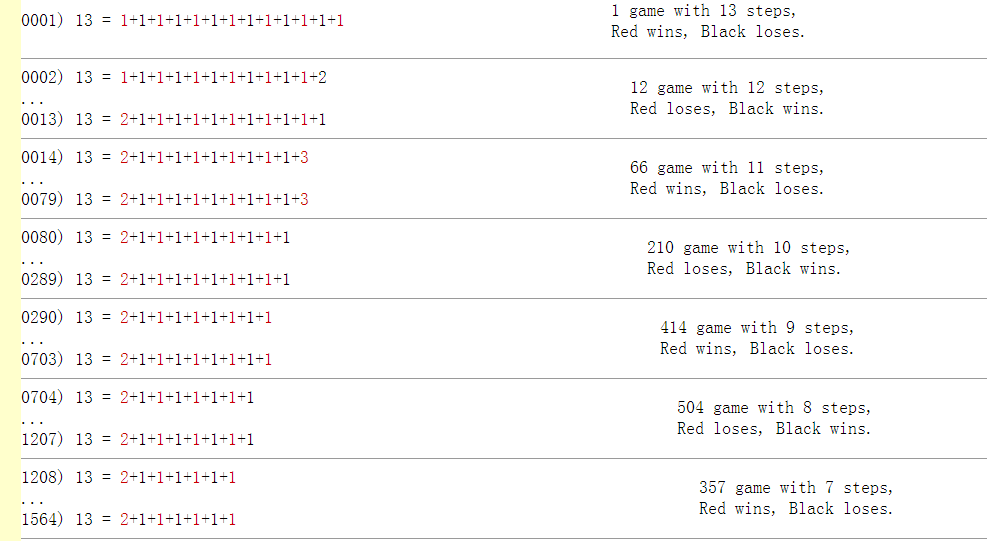 0001) 13 = 1+1+1+1+1+1+1+1+1+1+1+1+1
1 game with 13 steps,
Red wins, Black loses.
0002) 13 = 1+1+1+1+1+1+1+1+1+1+1+2
...
0013) 13 = 2+1+1+1+1+1+1+1+1+1+1+1
12 game with 12 steps,
Red loses, Black wins.
0014) 13 = 2+1+1+1+1+1+1+1+1+1+3
...
0079) 13 = 2+1+1+1+1+1+1+1+1+1+3
66 game with 11 steps,
Red wins, Black loses.
0080) 13 = 2+1+1+1+1+1+1+1+1+1
...
0289) 13 = 2+1+1+1+1+1+1+1+1+1
210 game with 10 steps,
Red loses, Black wins.
0290) 13 = 2+1+1+1+1+1+1+1+1
...
0703) 13 = 2+1+1+1+1+1+1+1+1
414 game with 9 steps,
Red wins, Black loses.
0704) 13 = 2+1+1+1+1+1+1+1
...
1207) 13 = 2+1+1+1+1+1+1+1
504 game with 8 steps,
Red loses, Black wins.
1208) 13 = 2+1+1+1+1+1+1
...
1564) 13 = 2+1+1+1+1+1+1
357 game with 7 steps,
Red wins, Black loses.